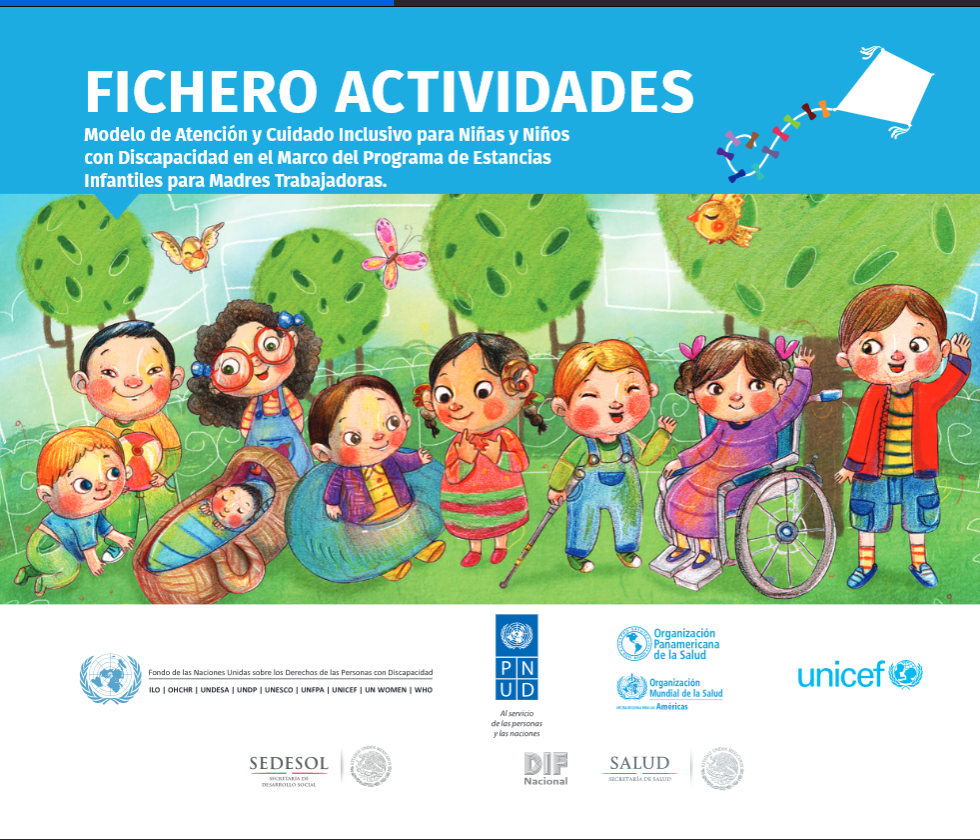 FICHERO ACTIVIDADES
Modelo de Atención y Cuidado Inclusivo para Niñas y Niños
con Discapacidad en el Marco del Programa de Estancias
Infantiles para Madres Trabajadoras.
Fondo de las Naciones Unidas sobre los Derechos de las Personas con Discapacidad
ILO | OHCHR | UNDESA | UNDP | UNESCO | UNFPA | UNICEF | UN WOMEN | WHO
P N
U D
Al servicio
de las personas
y las naciones
Organización
Panamericana
de la Salud
Organización
Mundial de la Salud
Américas
unicef
SEDESOL
SECRETARÍA DE
DESARROLLO SOCIAL
DIF
Nacional
SALUD
SECRETARÍA DE SALUD